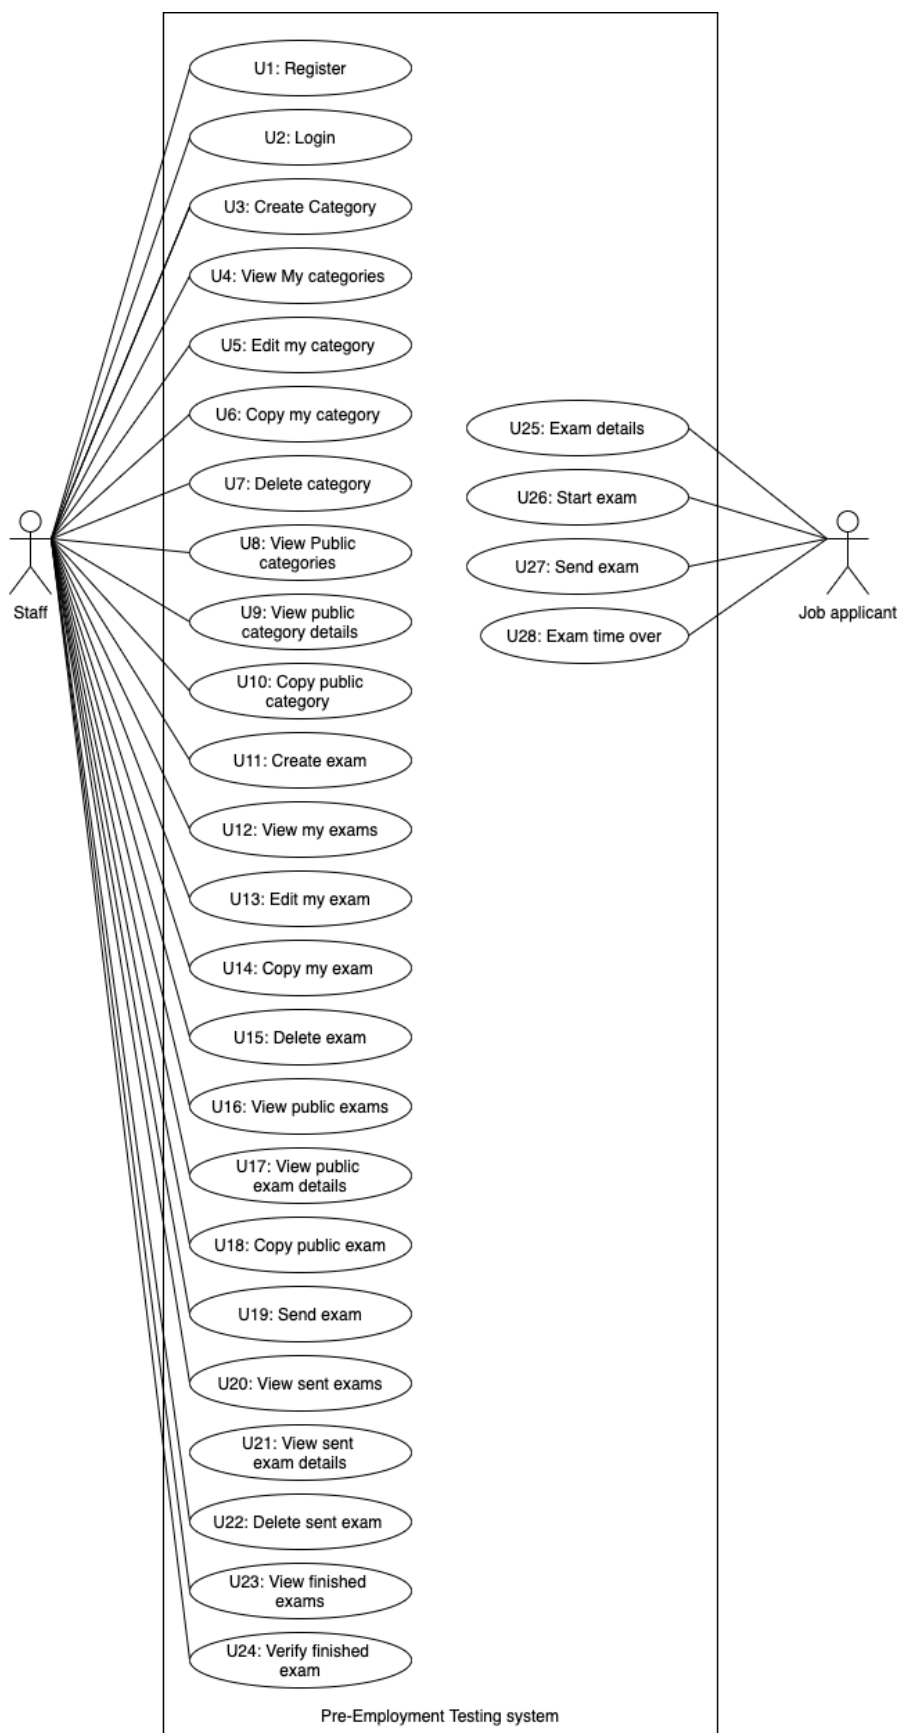 U1: Register
U2: Login
U3: Create Category
U4: View My categories
U5: Edit my category
U6: Copy my category
U7: Delete category
U8: View Public
categories
U9: View public
category details
U10: Copy public
category
U11: Create exam
U12: View my exams
U13: Edit my exam
U14: Copy my exam
U15: Delete exam
U16: View public exams
U17: View public
exam details
U18: Copy public exam
U19: Send exam
U20: View sent exams
U21: View sent
exam details
U22: Delete sent exam
U23: View finished
exams
U24: Verify finished
exam
U25: Exam details
U26: Start exam
U27: Send exam
U28: Exam time over
Staff
Job applicant
Pre-Employment Testing system